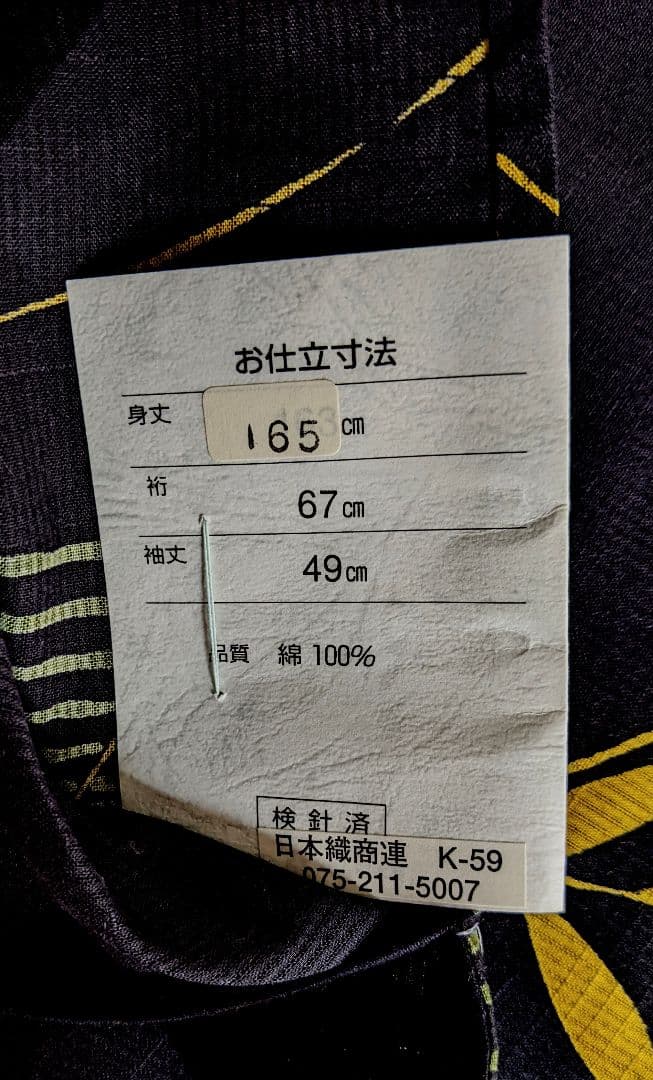 お仕立寸法
身丈 165 cm
裄 67cm
袖丈 49cm
品質 綿 100%
検針済
日本織商連 K-59
075-211-5007